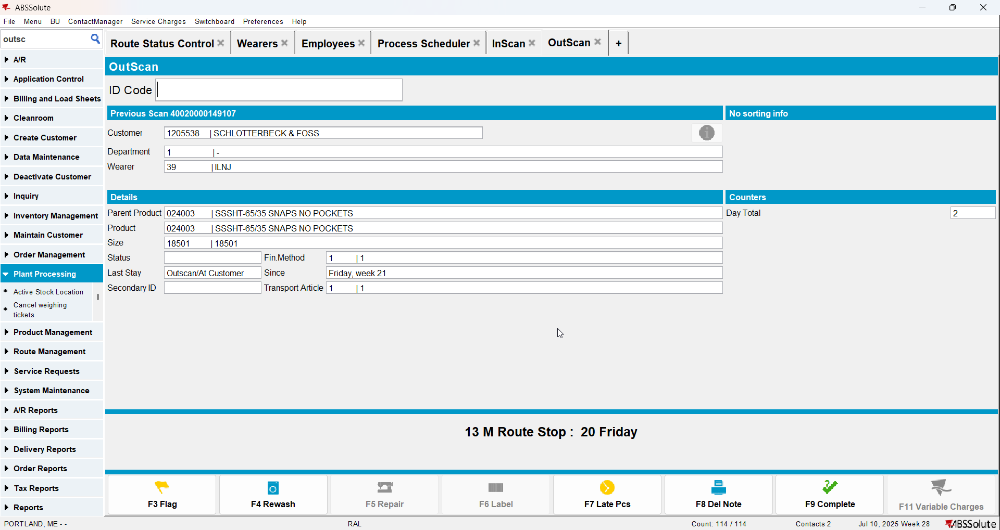 ABSSolute
File Menu BU ContactManager Service Charges Switchboard Preferences Help
outsc
Route Status Control Wearers Employees Process Scheduler InScan OutScan +
A/R
Application Control
Billing and Load Sheets
Cleanroom
Create Customer
Data Maintenance
Deactivate Customer
Inquiry
Inventory Management
Maintain Customer
Order Management
Plant Processing
Active Stock Location
Cancel weighing
tickets
Product Management
Route Management
Service Requests
System Maintenance
A/R Reports
Billing Reports
Delivery Reports
Order Reports
Tax Reports
Reports
OutScan
ID Code
Previous Scan 40020000149107
No sorting info
Customer 1205538 | SCHLOTTERBECK & FOSS
Department 1 | -
Wearer 39 | ILNJ
Details
Counters
Parent Product 024003 | SSSHT-65/35 SNAPS NO POCKETS
Day Total 2
Product 024003 | SSSHT-65/35 SNAPS NO POCKETS
Size 18501 | 18501
Status Fin.Method 1 | 1
Last Stay Outscan/At Customer Since Friday, week 21
Secondary ID Transport Article 1 | 1
13 M Route Stop : 20 Friday
F3 Flag F4 Rewash F5 Repair F6 Label F7 Late Pcs F8 Del Note F9 Complete F11 Variable Charges
PORTLAND, ME - - RAL Count: 114 / 114 Contacts 2 Jul 10, 2025 Week 28 ABSSolute